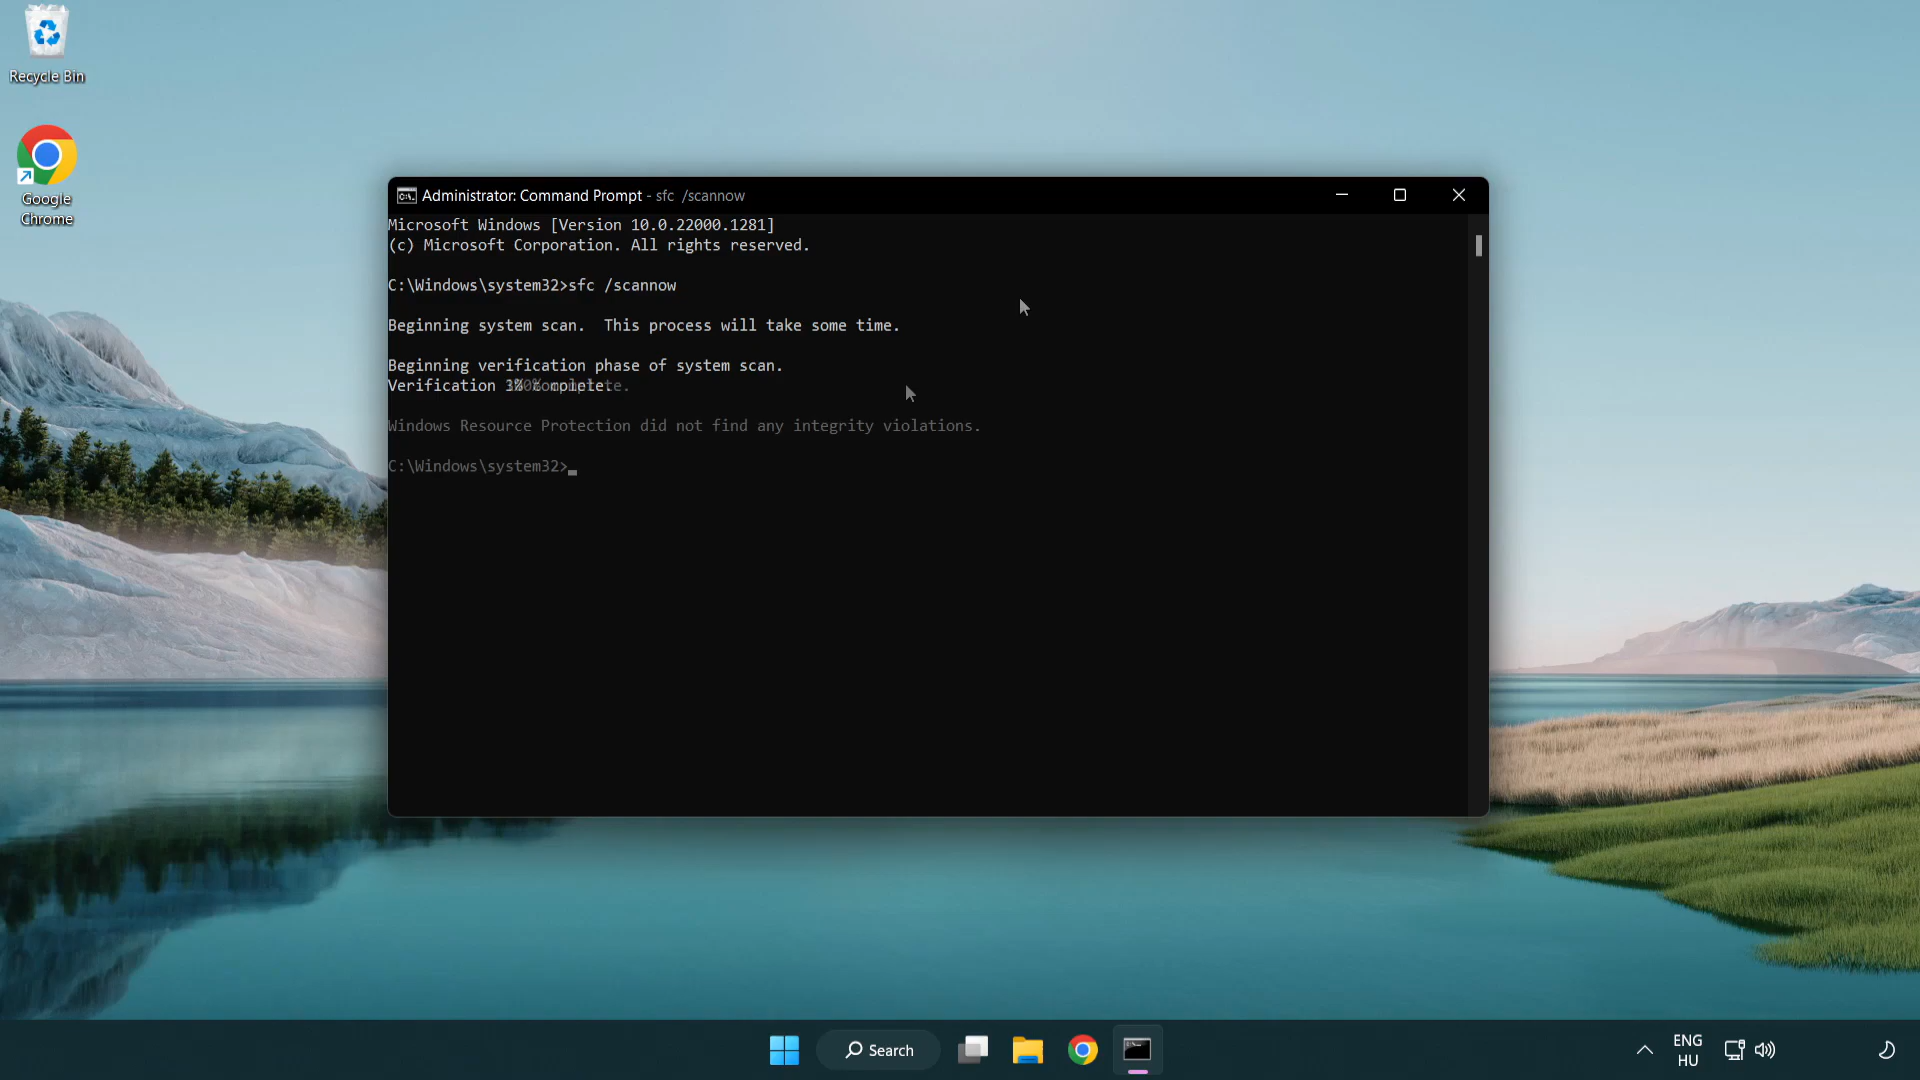 Recycle Bin
Google
Chrome
Administrator: Command Prompt - sfc  /scannow
Microsoft Windows [Version 10.0.22000.1281]
(c) Microsoft Corporation. All rights reserved.
C:\Windows\system32>sfc /scannow
Beginning system scan.  This process will take some time.
Beginning verification phase of system scan.
Verification
Windows Resource Protection did not find any integrity violations.
C:\Windows\system32>
Search
ENG
HU